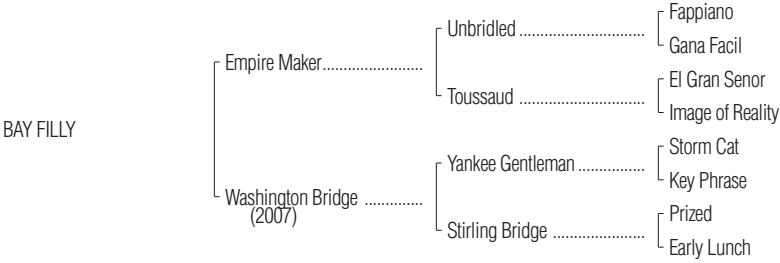 Fappiano
Unbridled ..............................
Gana Facil
Empire Maker........................
El Gran Senor
Toussaud ..............................
Image of Reality
BAY FILLY
Storm Cat
Yankee Gentleman ................
Key Phrase
Washington Bridge ..............
(2007)
Prized
Stirling Bridge ......................
Early Lunch